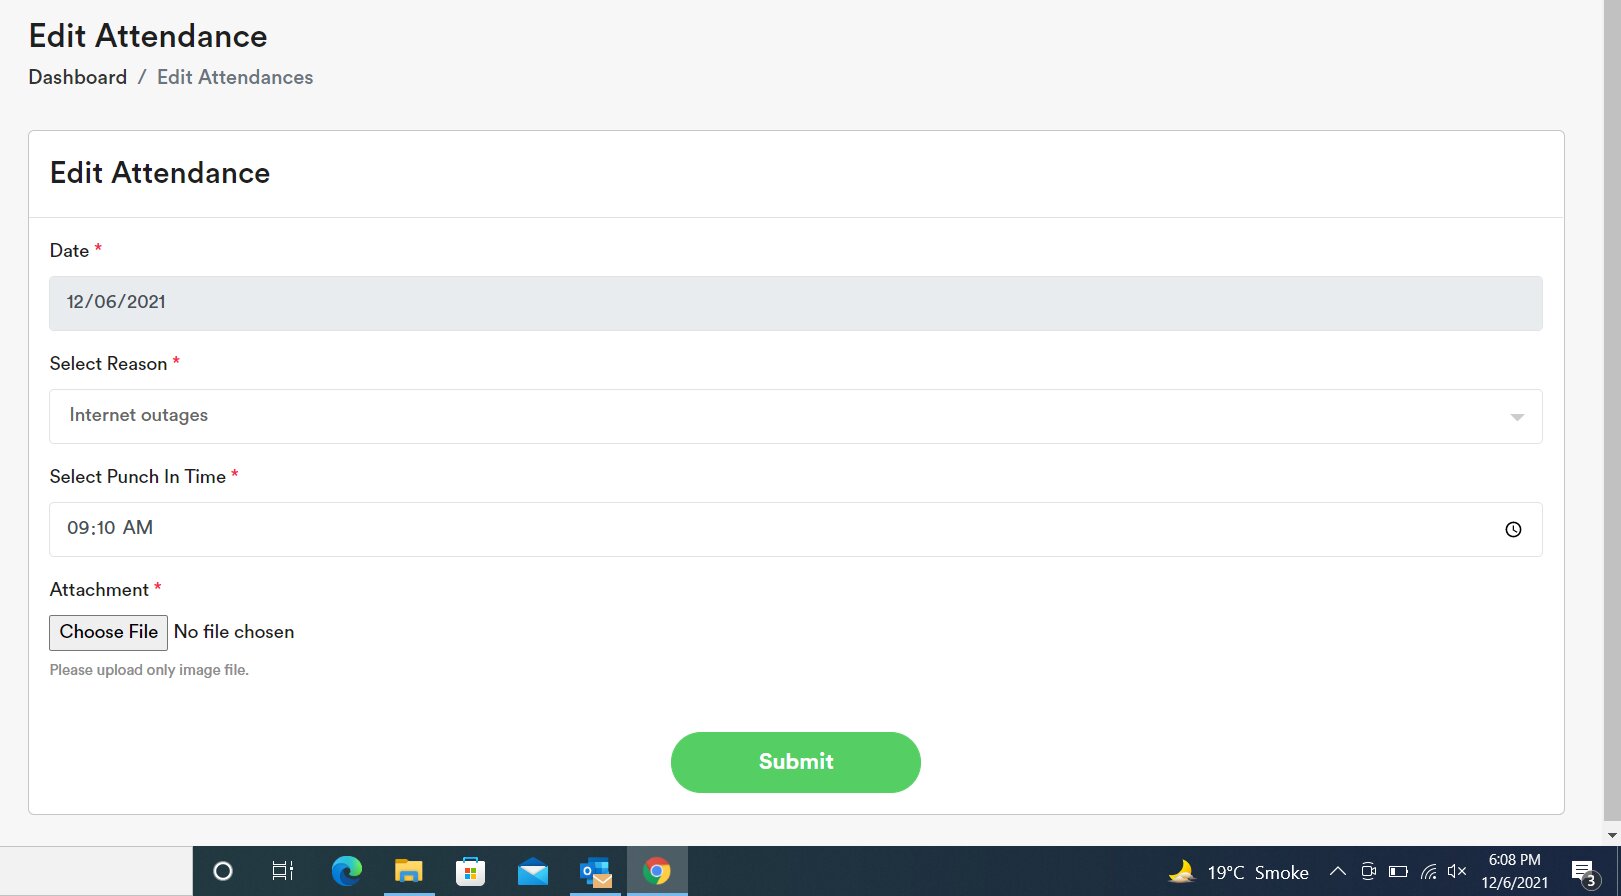 Edit Attendance
Dashboard / Edit Attendances
Edit Attendance
Date *
12/06/2021
Select Reason *
Internet outages
Select Punch In Time *
09:10 AM
Attachment *
Choose File No file chosen
Please upload only image file.
Submit
19°C Smoke
6:08 PM
12/6/2021
3